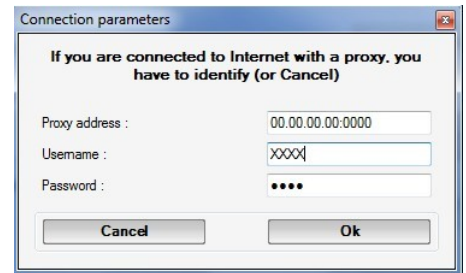 Connection parameters
If you are connected to Internet with a proxy, you
have to identify (or Cancel)
Proxy address : 00.00.00.00:0000
Username : XXXX
Password : ●●●●
Cancel Ok